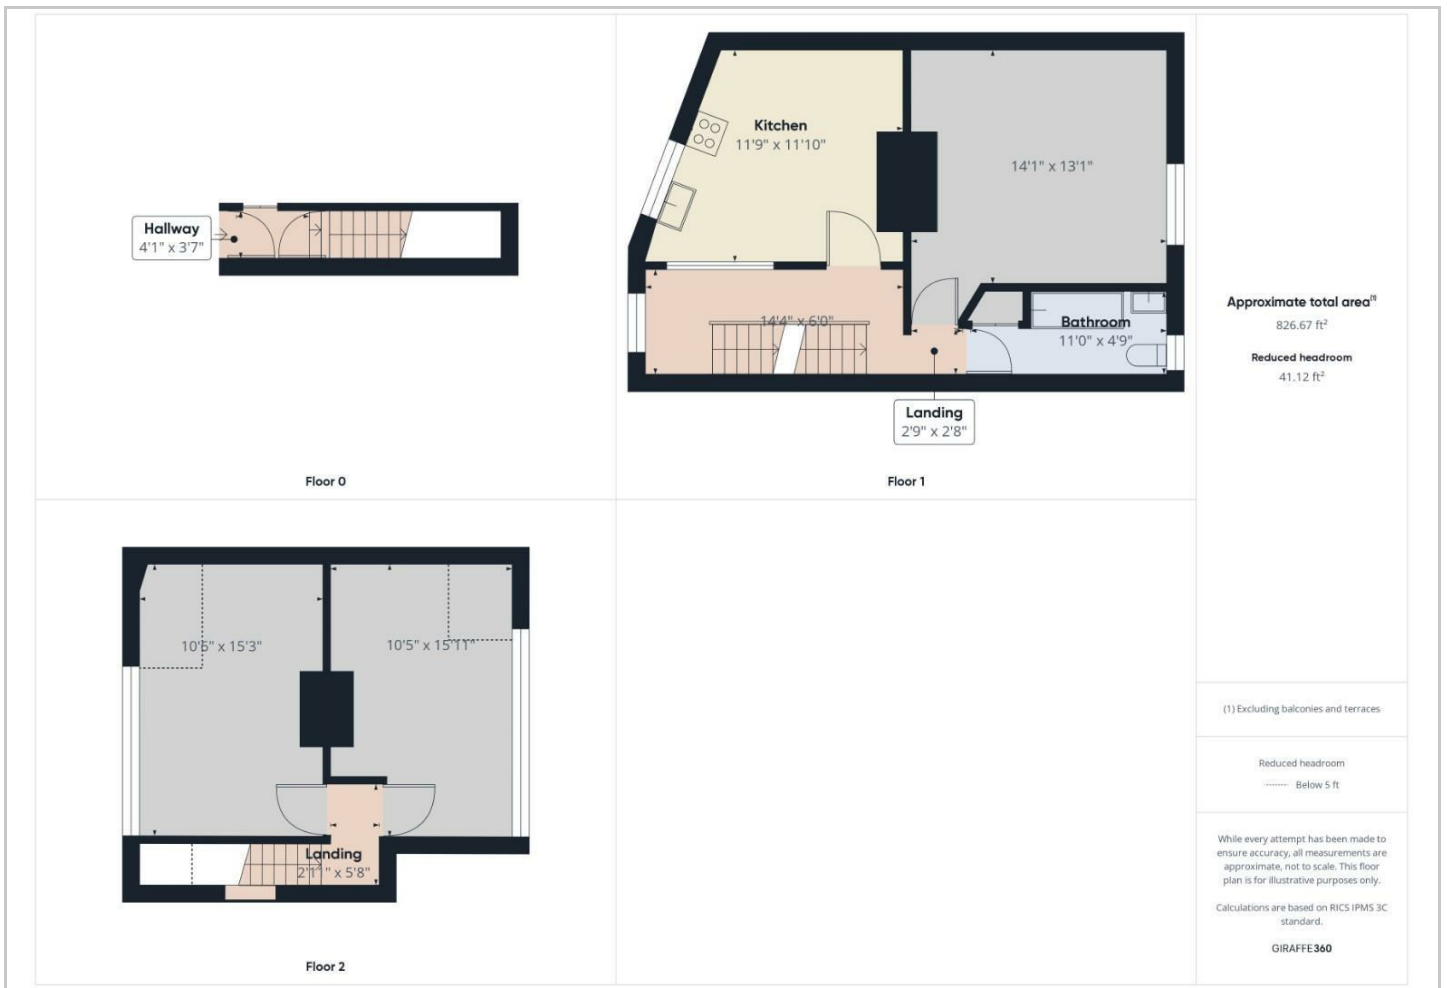 Hallway
4'1" x 3'7"
Floor 0
Kitchen
11'9" x 11'10"
14'1" x 13'1"
14'4" x 6'0"
Bathroom
11'0" x 4'9"
Landing
2'9" x 2'8"
Floor 1
10'6" x 15'3"
10'5" x 15'11"
Landing
2'11" x 5'8"
Floor 2
Approximate total area⁽¹⁾
826.67 ft²
Reduced headroom
41.12 ft²
(1) Excluding balconies and terraces
Reduced headroom
Below 5 ft
While every attempt has been made to
ensure accuracy, all measurements are
approximate, not to scale. This floor
plan is for illustrative purposes only.
Calculations are based on RICS IPMS 3C
standard.
GIRAFFE360